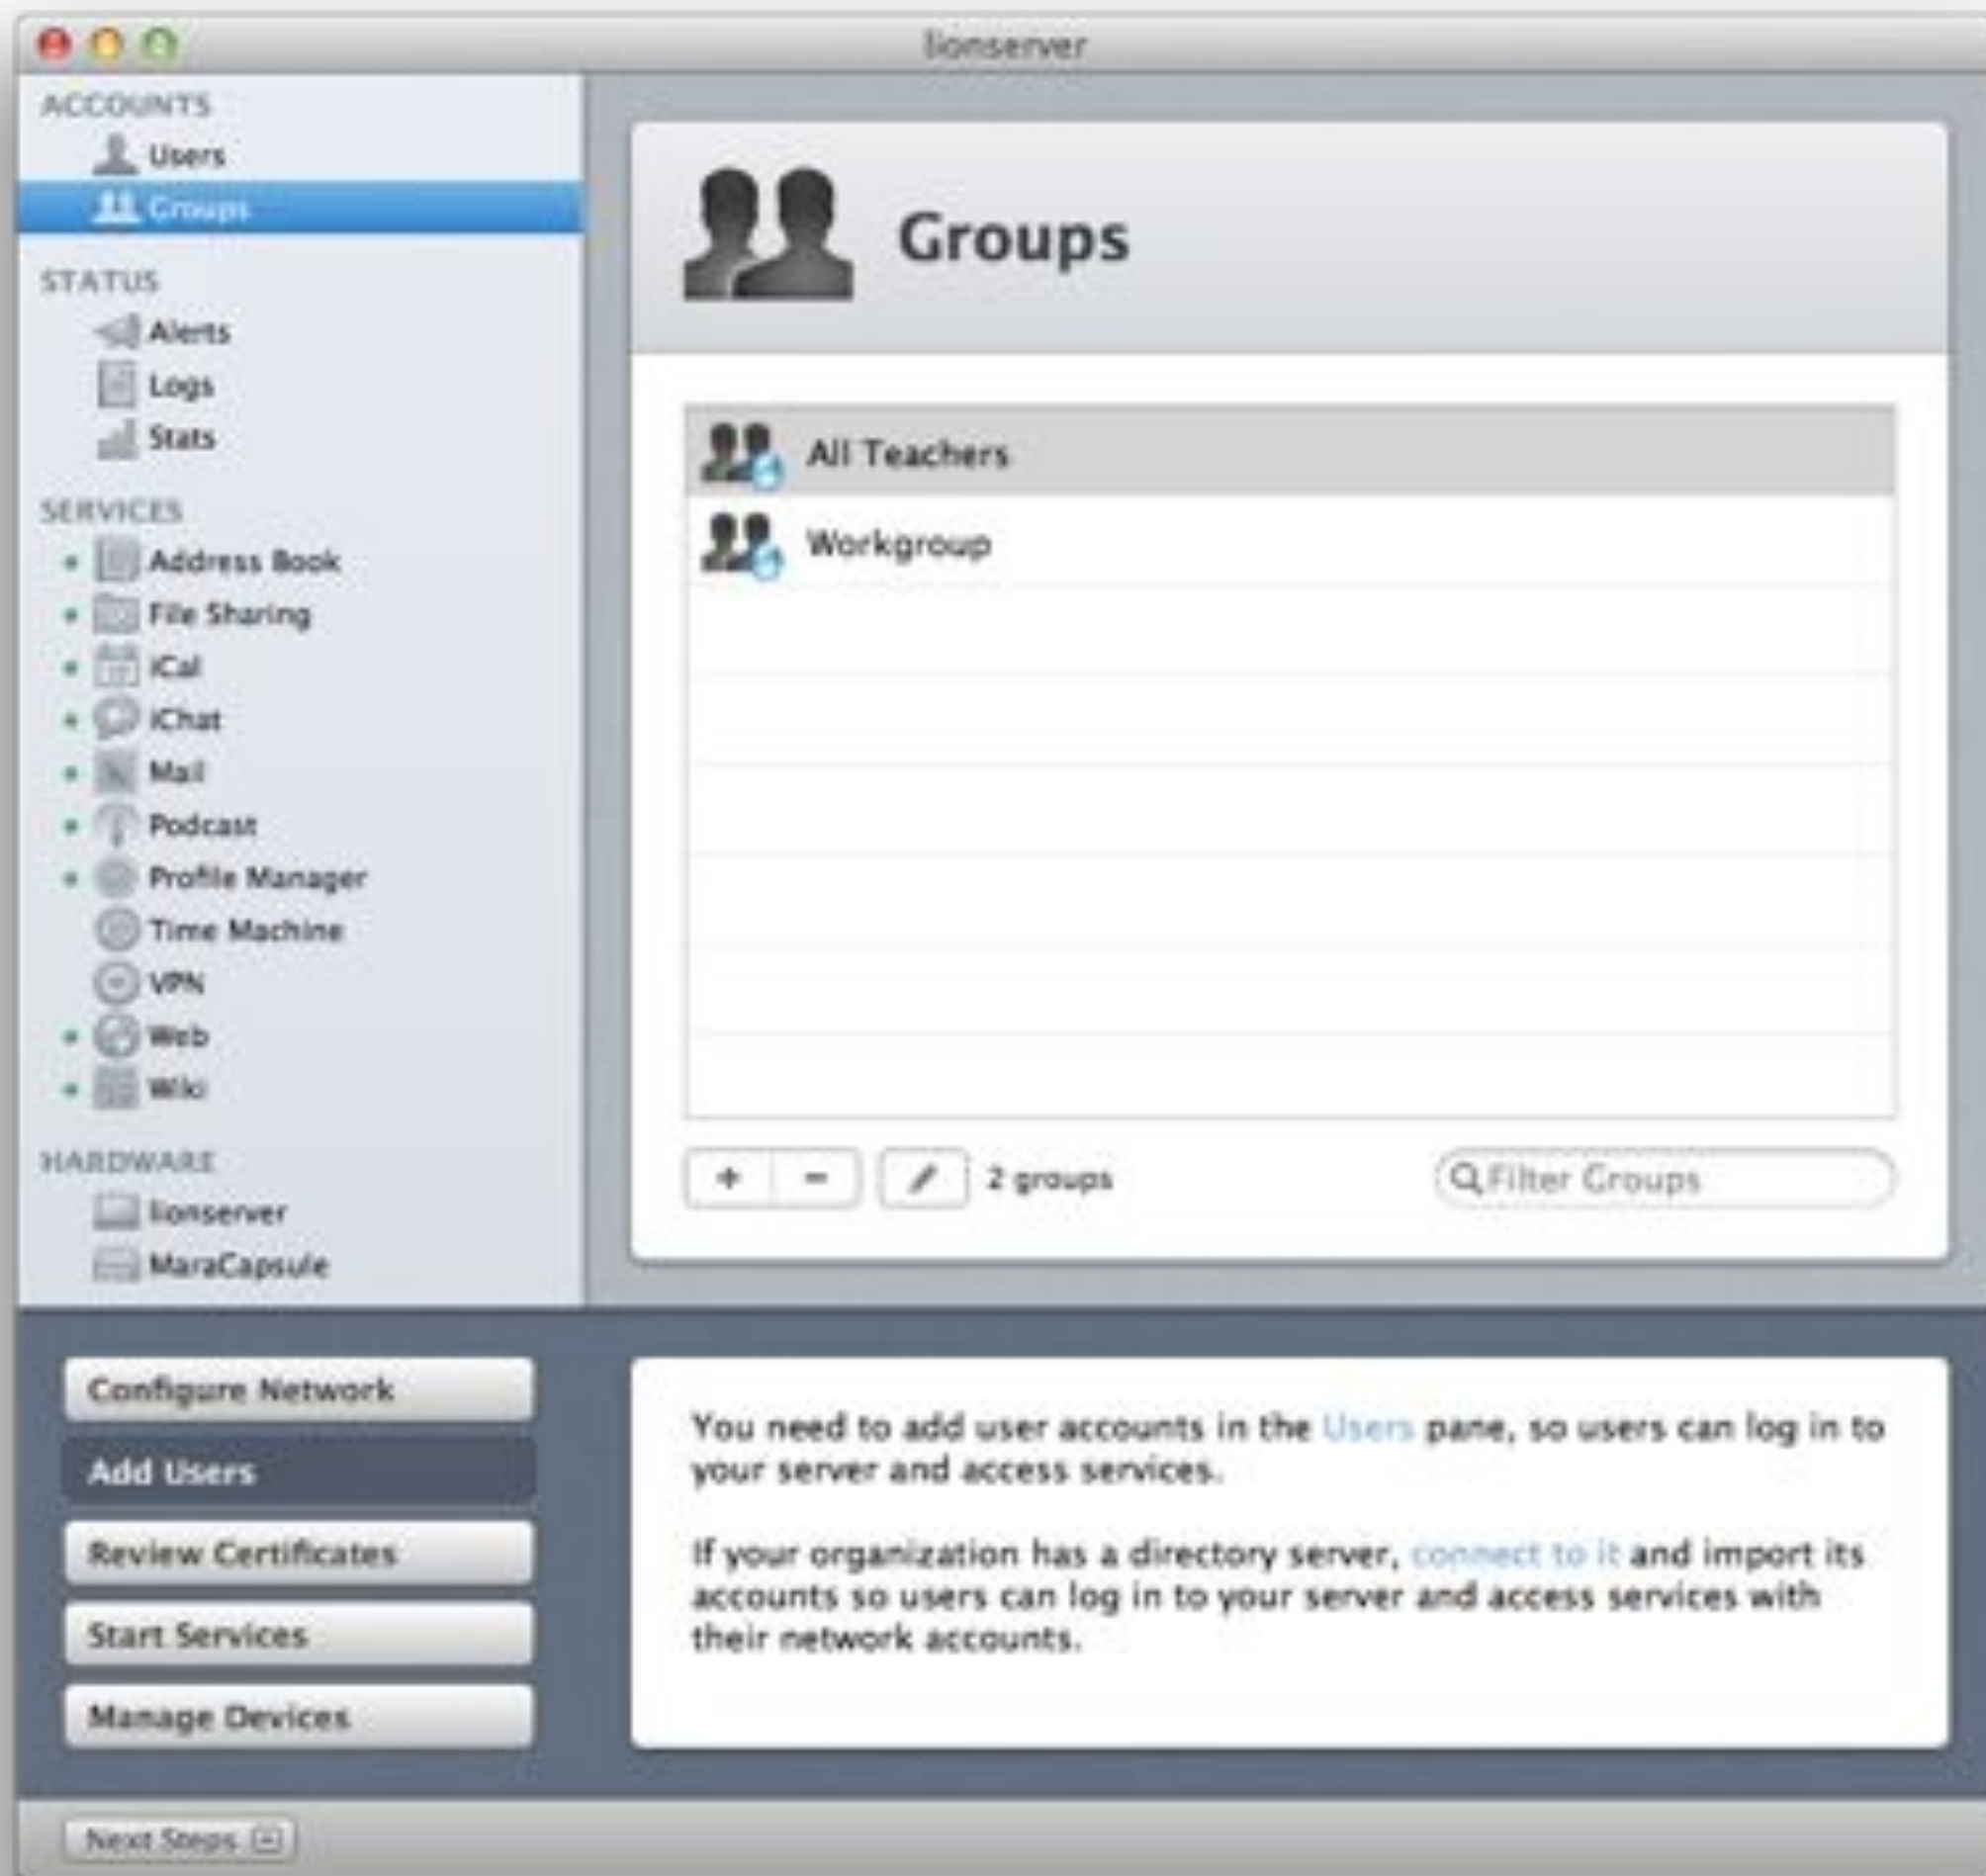 lionserver
ACCOUNTS
Users
Groups
STATUS
Alerts
Logs
Stats
SERVICES
Address Book
File Sharing
iCal
iChat
Mail
Podcast
Profile Manager
Time Machine
VPN
Web
Wiki
HARDWARE
lionserver
MaraCapsule
Groups
All Teachers
Workgroup
+ - 2 groups
Filter Groups
Configure Network
Add Users
Review Certificates
Start Services
Manage Devices
You need to add user accounts in the Users pane, so users can log in to
your server and access services.
If your organization has a directory server, connect to it and import its
accounts so users can log in to your server and access services with
their network accounts.
Next Steps